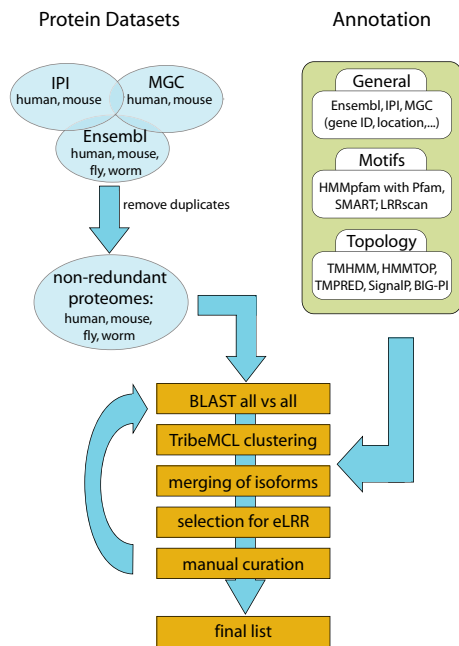 Protein Datasets
IPI
human, mouse
MGC
human, mouse
Ensembl
human, mouse,
fly, worm
remove duplicates
non-redundant
proteomes:
human, mouse,
fly, worm
Annotation
General
Ensembl, IPI, MGC
(gene ID, location,...)
Motifs
HMMpfam with Pfam,
SMART; LRRscan
Topology
TMHMM, HMMTOP,
TMPRED, SignalP, BIG-PI
BLAST all vs all
TribeMCL clustering
merging of isoforms
selection for eLRR
manual curation
final list